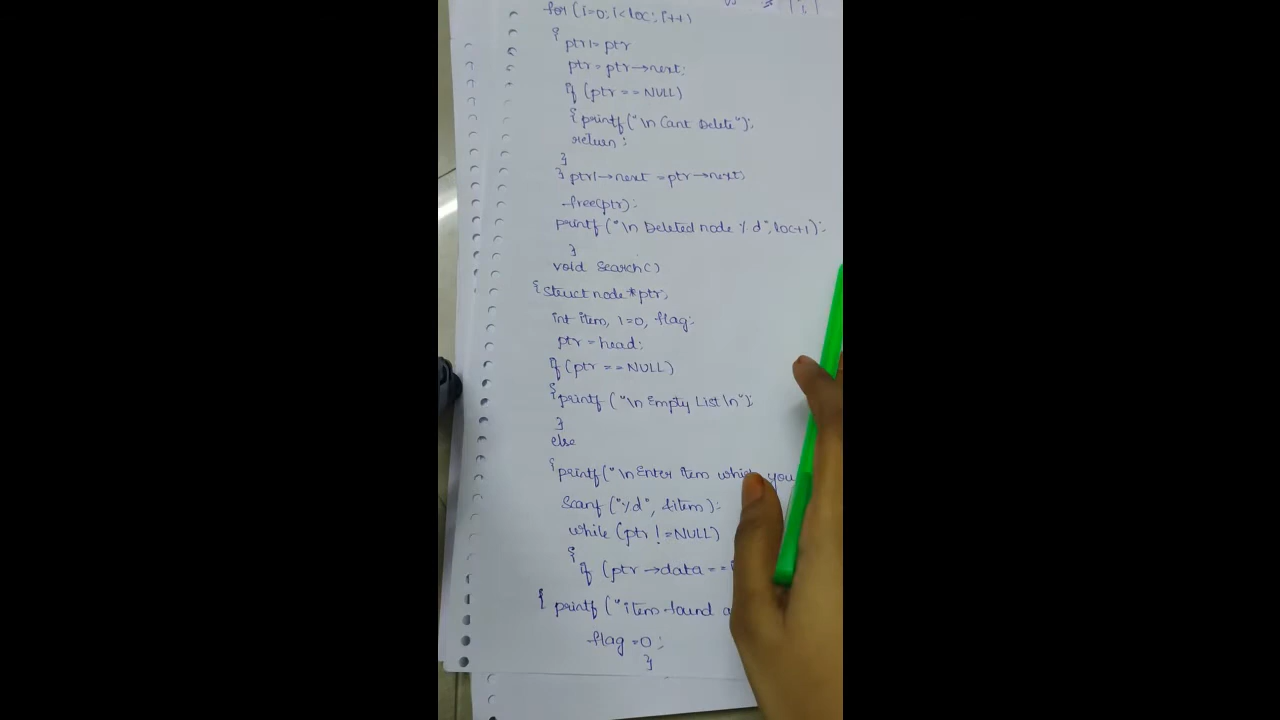 for (i=0; i<loc; i++)
{
ptr1= ptr
ptr= ptr→next;
if (ptr == NULL)
{ printf ("\n Cant Delete");
return;
}
} ptr1→next = ptr→next;
free(ptr);
printf ("\n Deleted node %d", loc+1);
}
void search()
{ struct node *ptr;
int item, i=0, flag;
ptr = head;
if (ptr == NULL)
{ printf ("\n Empty List \n");
}
else
{ printf ("\n Enter item which you
scanf ("%d", &item);
while (ptr != NULL)
{
if (ptr →data ==
{ printf ("item found
flag =0;
}